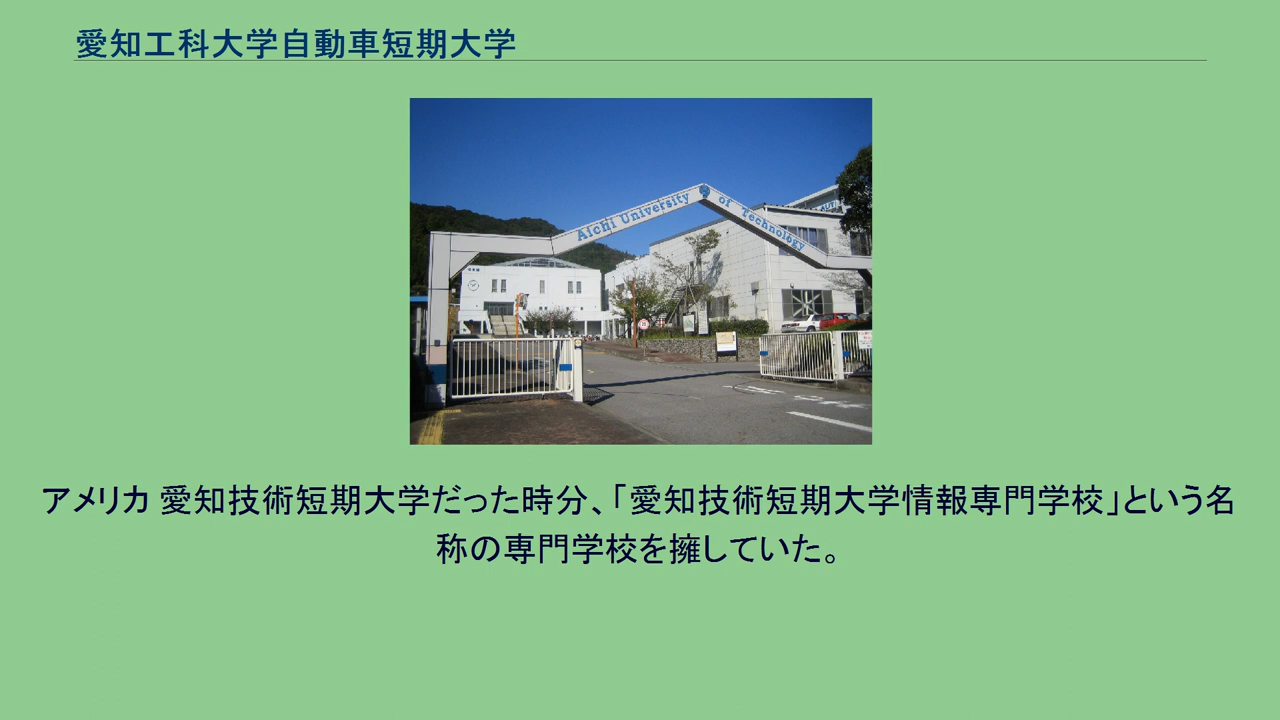 愛知工科大学自動車短期大学
Aichi University of Technology
アメリカ 愛知技術短期大学だった時分、「愛知技術短期大学情報専門学校」という名
称の専門学校を擁していた。